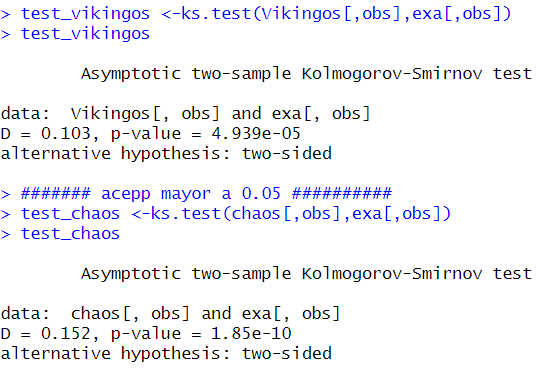 > test_vikingos <-ks.test(Vikingos[,obs],exa[,obs])
> test_vikingos
Asymptotic two-sample Kolmogorov-Smirnov test
data:  Vikingos[, obs] and exa[, obs]
D = 0.103, p-value = 4.939e-05
alternative hypothesis: two-sided
> ####### acepp mayor a 0.05 ##########
> test_chaos <-ks.test(chaos[,obs],exa[,obs])
> test_chaos
Asymptotic two-sample Kolmogorov-Smirnov test
data:  chaos[, obs] and exa[, obs]
D = 0.152, p-value = 1.85e-10
alternative hypothesis: two-sided